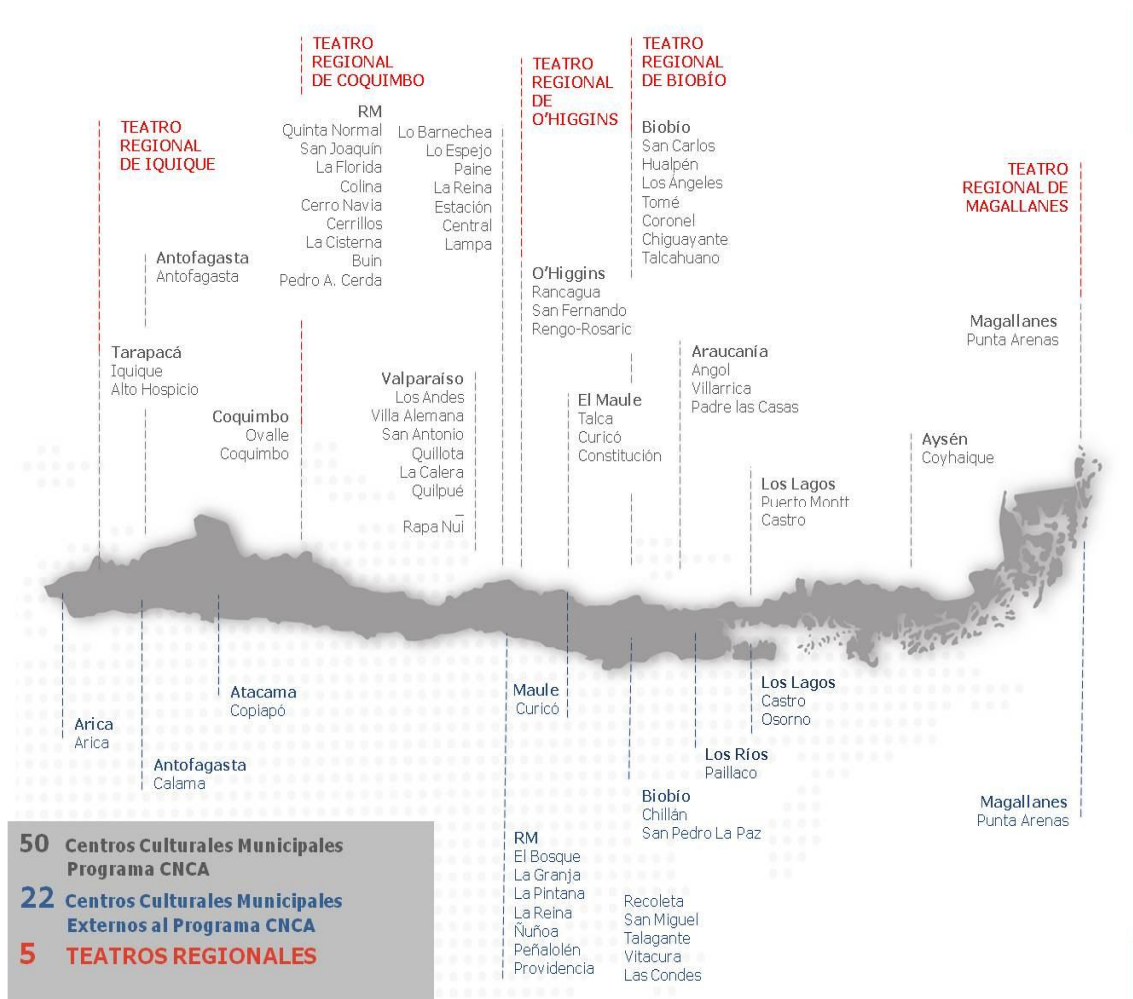 TEATRO
REGIONAL
DE IQUIQUE
TEATRO
REGIONAL
DE COQUIMBO
TEATRO
REGIONAL
DE
O'HIGGINS
TEATRO
REGIONAL
DE BIOBÍO
TEATRO
REGIONAL DE
MAGALLANES
Tarapacá
Iquique
Alto Hospicio
Antofagasta
Antofagasta
Coquimbo
Ovalle
Coquimbo
RM
Quinta Normal
San Joaquín
La Florida
Colina
Cerro Navia
Cerrillos
La Cisterna
Buin
Pedro A. Cerda
Lo Barnechea
Lo Espejo
Paine
La Reina
Estación
Central
Lampa
Valparaíso
Los Andes
Villa Alemana
San Antonio
Quillota
La Calera
Quilpué
_
Rapa Nui
O'Higgins
Rancagua
San Fernando
Rengo-Rosario
El Maule
Talca
Curicó
Constitución
Biobío
San Carlos
Hualpén
Los Ángeles
Tomé
Coronel
Chiguayante
Talcahuano
Araucanía
Angol
Villarrica
Padre las Casas
Los Lagos
Puerto Montt
Castro
Aysén
Coyhaique
Magallanes
Punta Arenas
Arica
Arica
Antofagasta
Calama
Atacama
Copiapó
RM
El Bosque
La Granja
La Pintana
La Reina
Ñuñoa
Peñalolén
Providencia
Recoleta
San Miguel
Talagante
Vitacura
Las Condes
Maule
Curicó
Biobío
Chillán
San Pedro La Paz
Los Ríos
Paillaco
Los Lagos
Castro
Osorno
Magallanes
Punta Arenas
50 Centros Culturales Municipales
Programa CNCA
22 Centros Culturales Municipales
Externos al Programa CNCA
5 TEATROS REGIONALES